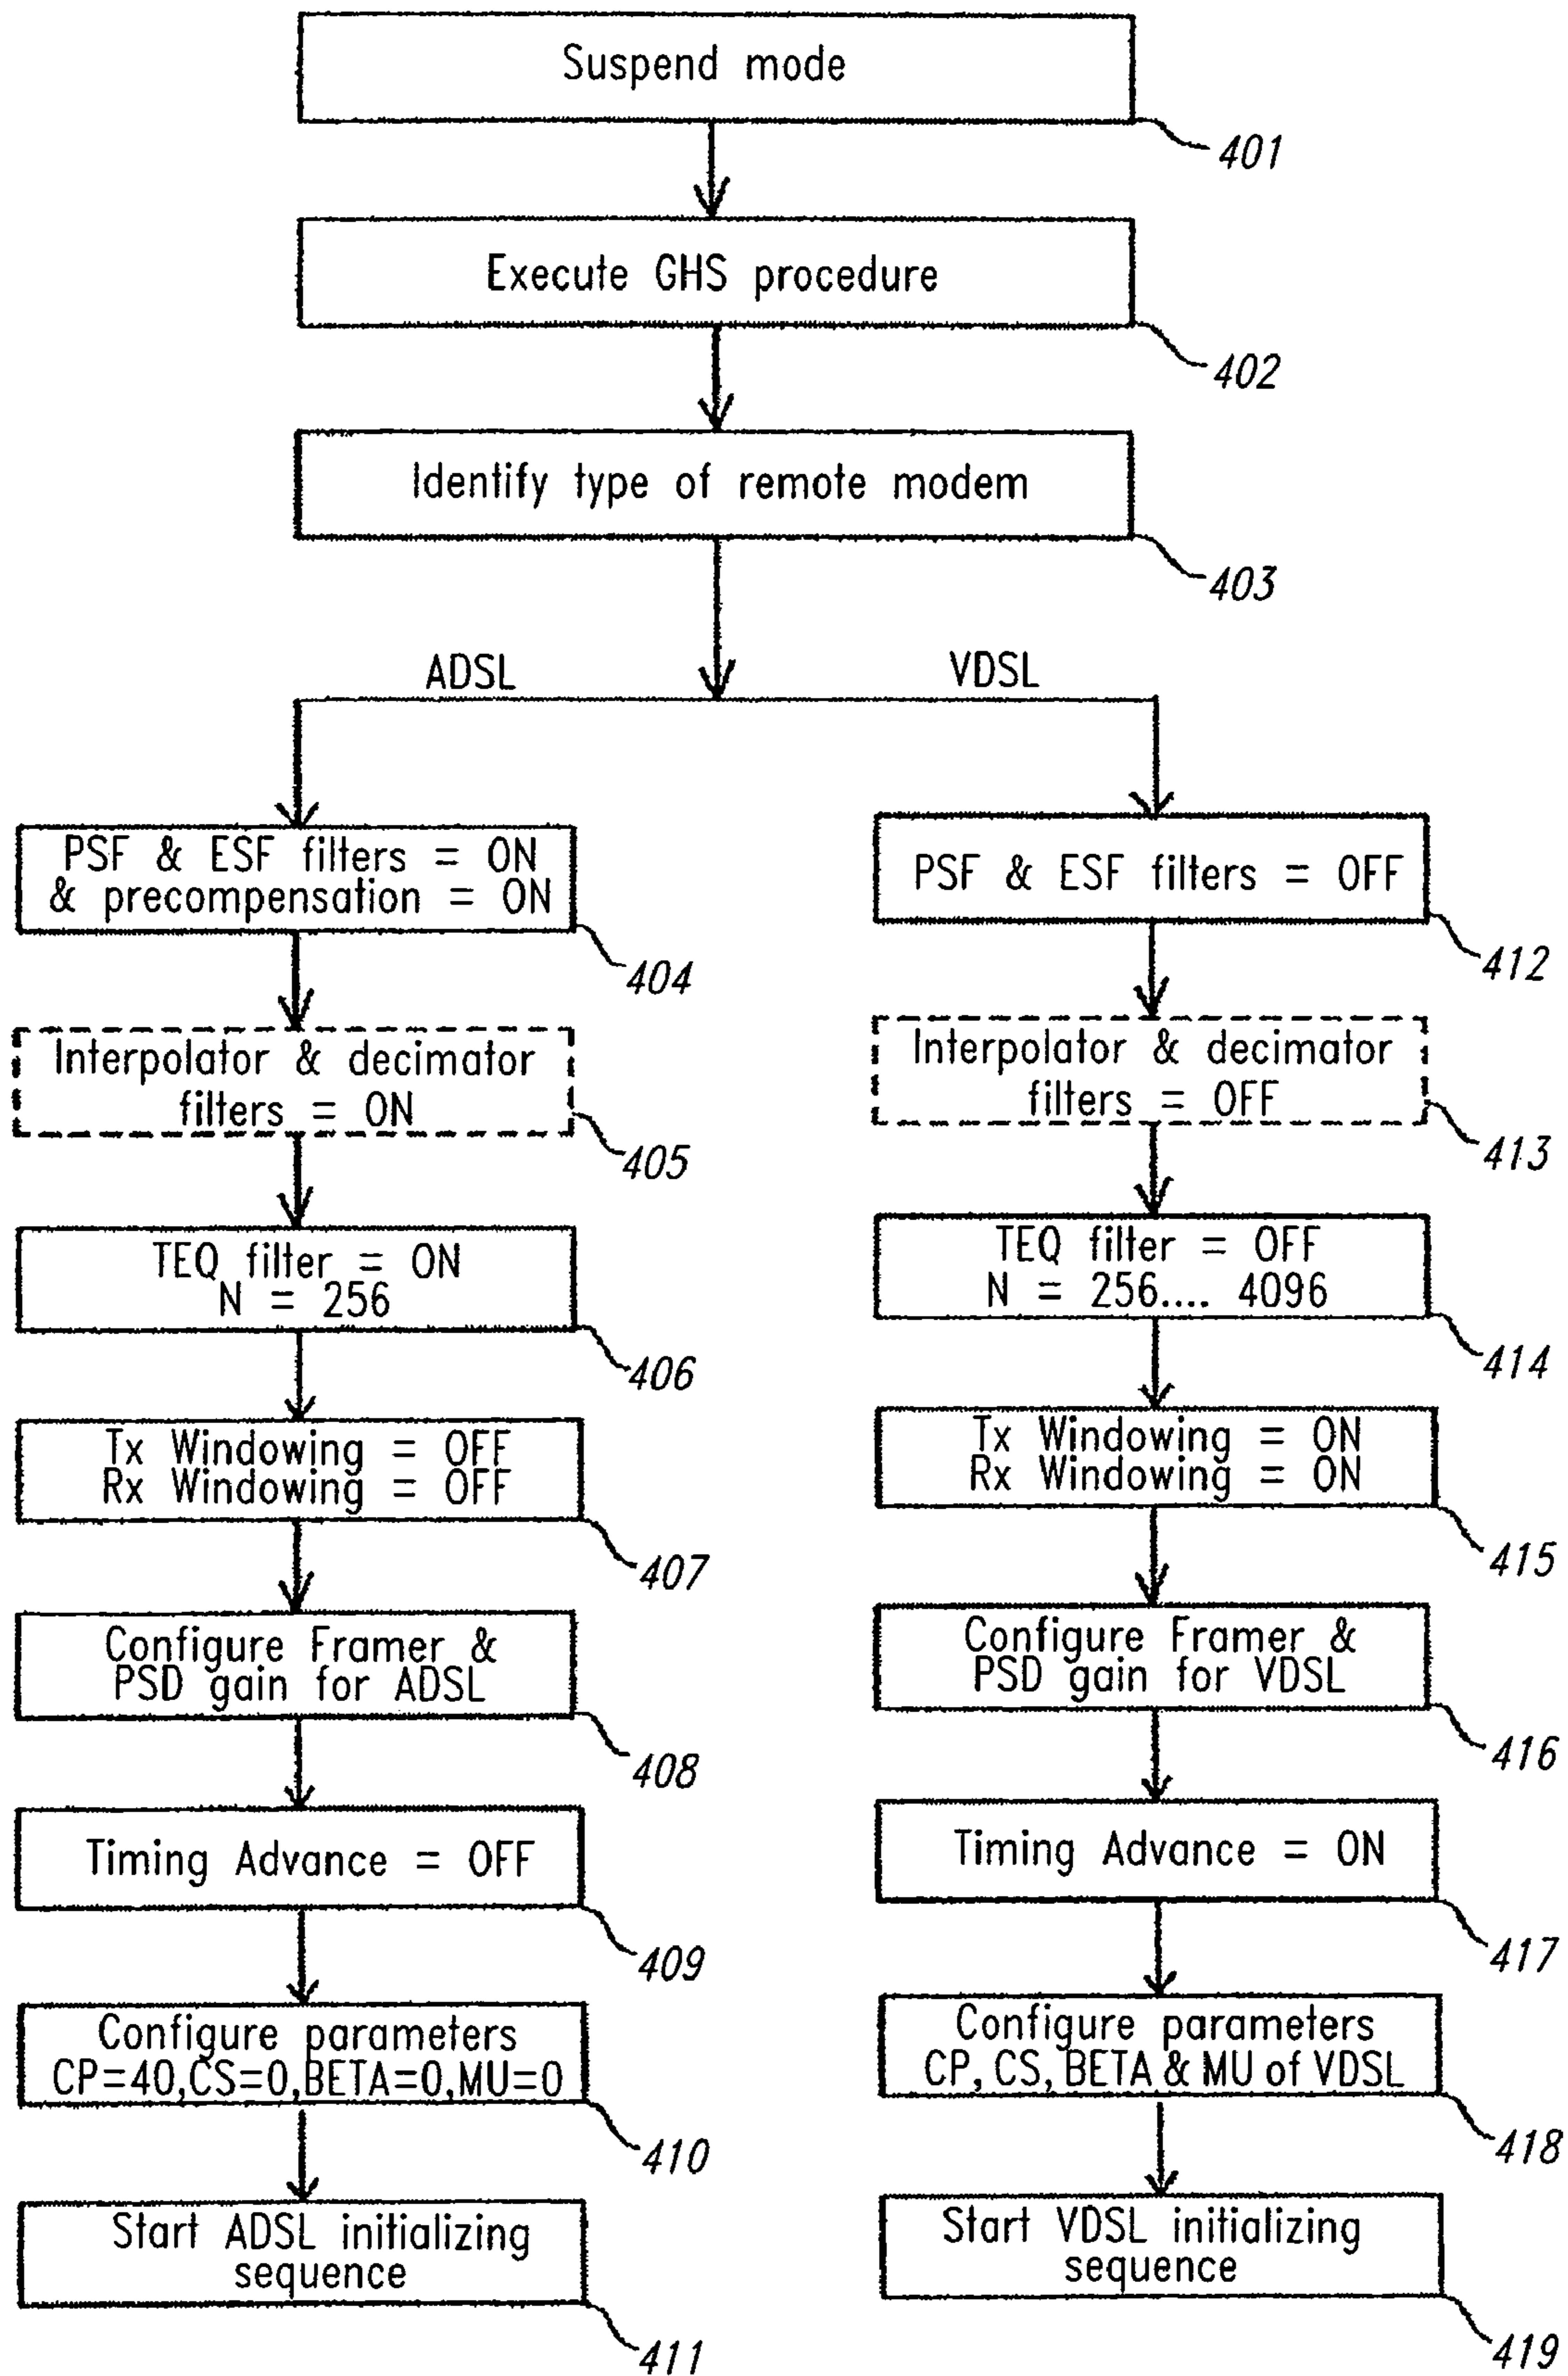 Suspend mode
401
Execute GHS procedure
402
Identify type of remote modem
403
ADSL
VDSL
PSF & ESF filters = ON
& precompensation = ON
404
Interpolator & decimator
filters = ON
405
TEQ filter = ON
N = 256
406
Tx Windowing = OFF
Rx Windowing = OFF
407
Configure Framer &
PSD gain for ADSL
408
Timing Advance = OFF
409
Configure parameters
CP=40,CS=0,BETA=0,MU=0
410
Start ADSL initializing
sequence
411
PSF & ESF filters = OFF
412
Interpolator & decimator
filters = OFF
413
TEQ filter = OFF
N = 256.... 4096
414
Tx Windowing = ON
Rx Windowing = ON
415
Configure Framer &
PSD gain for VDSL
416
Timing Advance = ON
417
Configure parameters
CP, CS, BETA & MU of VDSL
418
Start VDSL initializing
sequence
419